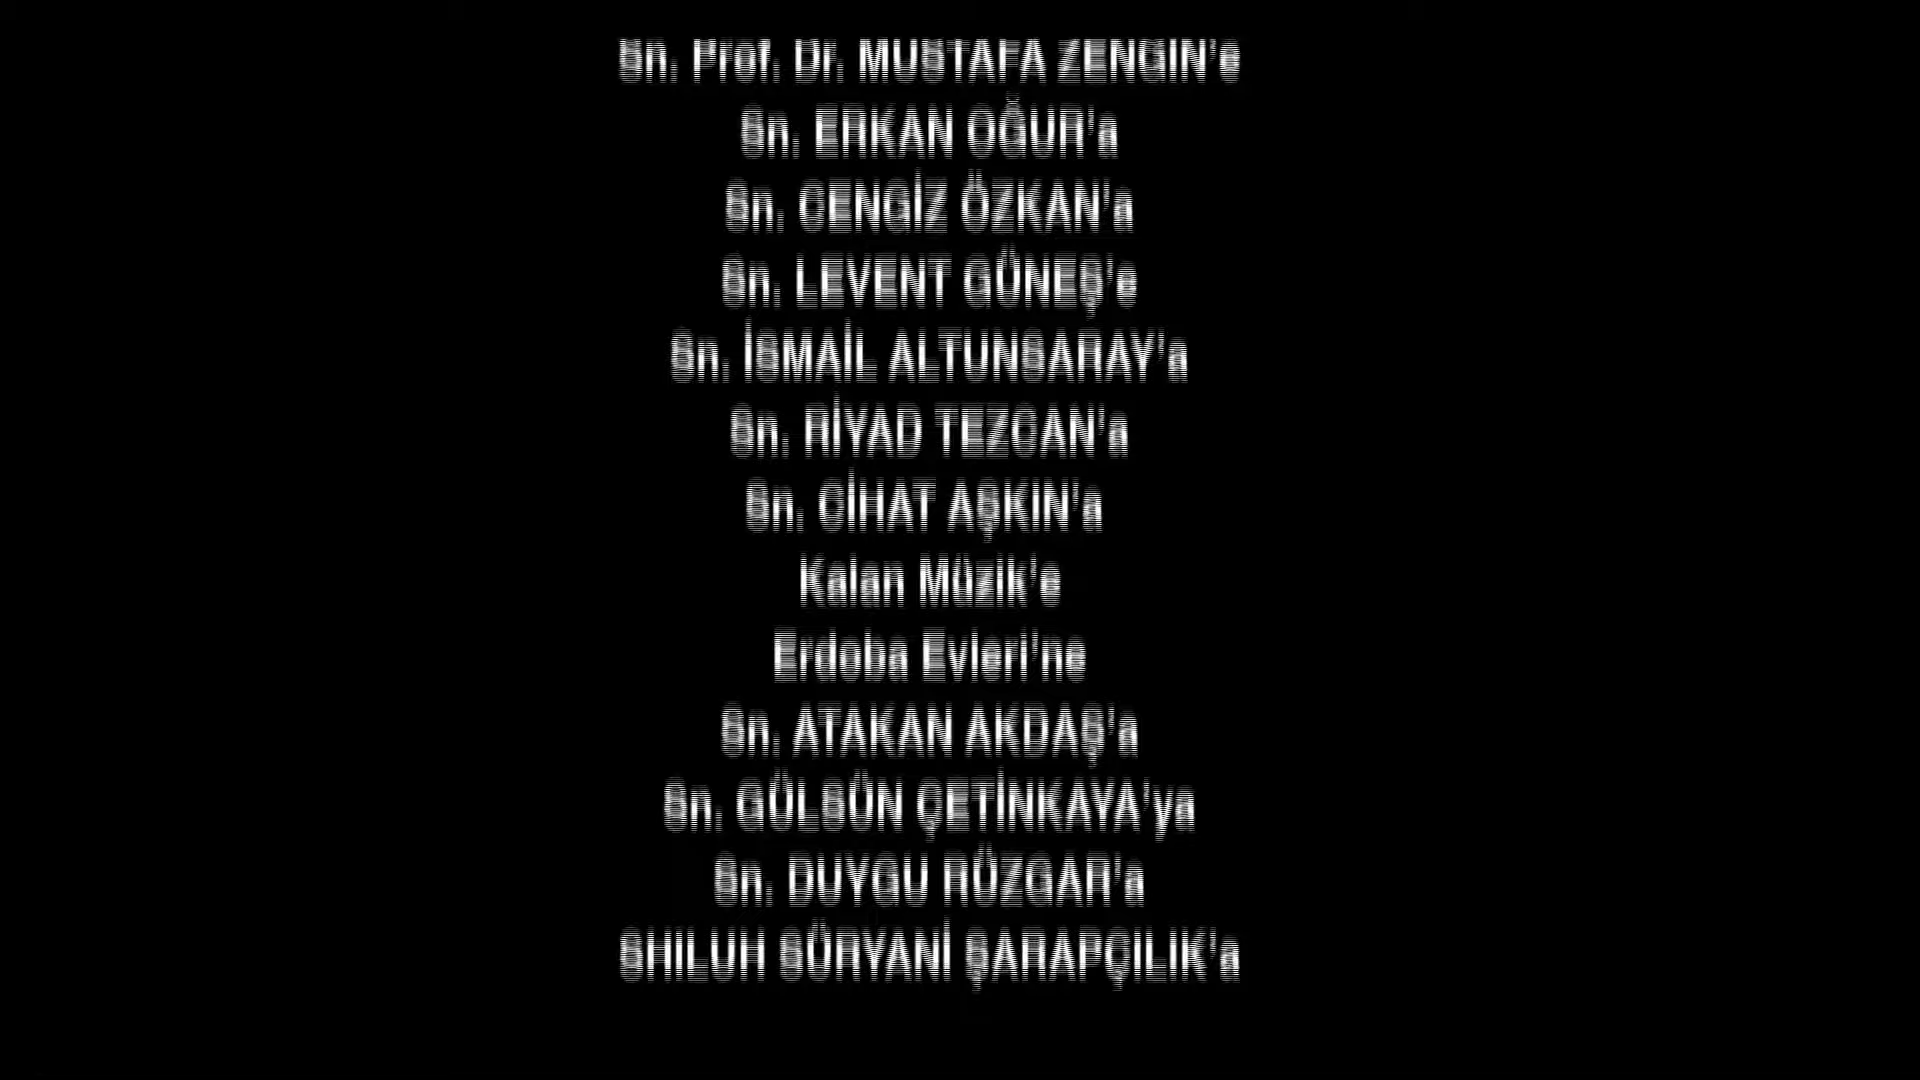 Sn. Prof. Dr. MUSTAFA ZENGİN'e
Sn. ERKAN OĞUR'a
Sn. CENGİZ ÖZKAN'a
Sn. LEVENT GÜNEŞ'e
Sn. İSMAİL ALTUNSARAY'a
Sn. RİYAD TEZCAN'a
Sn. CİHAT AŞKIN'a
Kalan Müzik'e
Erdoba Evleri'ne
Sn. ATAKAN AKDAŞ'a
Sn. GÜLSÜN ÇETİNKAYA'ya
Sn. DUYGU RÜZGAR'a
SHILUH SÜRYANİ ŞARAPÇILIK'a